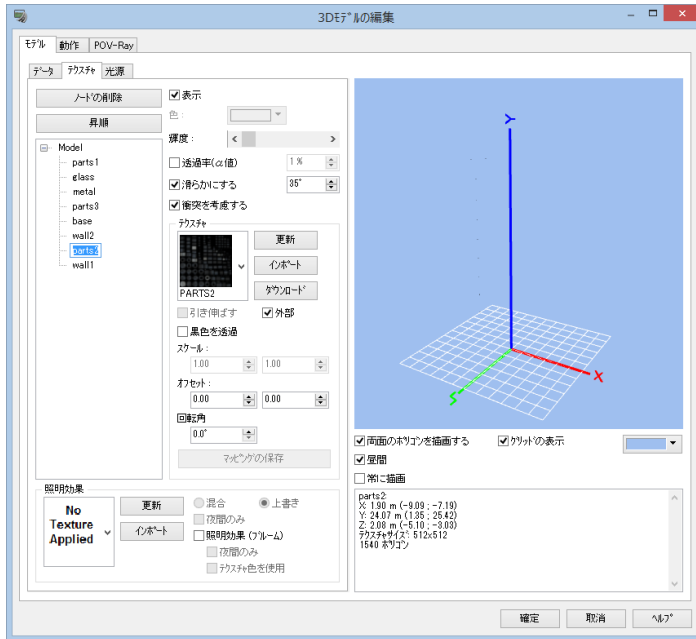 3Dﾓﾃﾞﾙの編集
ﾓﾃﾞﾙ 動作 POV-Ray
ﾃﾞｰﾀ ﾃｸｽﾁｬ 光源
ﾉｰﾄﾞの削除
昇順
Model
parts1
glass
metal
parts3
base
wall2
parts2
wall1
表示
色:
輝度:
透過率(α値) 1%
滑らかにする 35°
衝突を考慮する
ﾃｸｽﾁｬ
PARTS2
更新
ｲﾝﾎﾟｰﾄ
ﾀﾞｳﾝﾛｰﾄﾞ
引き伸ばす 外部
黒色を透過
ｽｹｰﾙ:
1.00 1.00
ｵﾌｾｯﾄ:
0.00 0.00
回転角
0.0°
ﾏｯﾋﾟﾝｸﾞの保存
照明効果
No
Texture
Applied
更新
ｲﾝﾎﾟｰﾄ
混合 上書き
夜間のみ
照明効果 (ﾌﾞﾙｰﾑ)
夜間のみ
ﾃｸｽﾁｬ色を使用
Y
X
S
両面のﾎﾟﾘｺﾞﾝを描画する ｸﾞﾘｯﾄﾞの表示
昼間
常に描画
parts2:
X: 1.90 m (-9.09 ; -7.19)
Y: 24.07 m (1.35 ; 25.42)
Z: 2.08 m (-5.10 ; -3.03)
ﾃｸｽﾁｬｻｲｽﾞ: 512x512
1540 ﾎﾟﾘｺﾞﾝ
確定 取消 ﾍﾙﾌﾟ